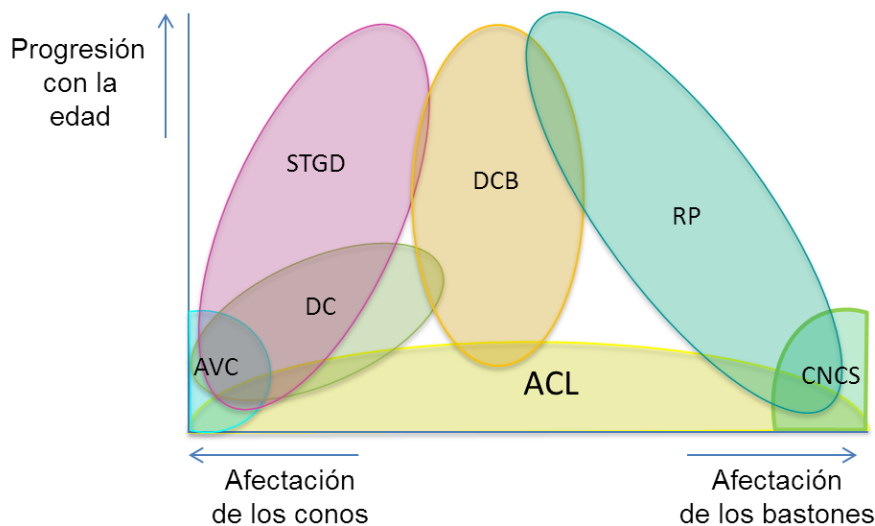 Progresión
con la
edad
STGD
DCB
RP
DC
AVC
ACL
CNCS
Afectación
de los conos
Afectación
de los bastones